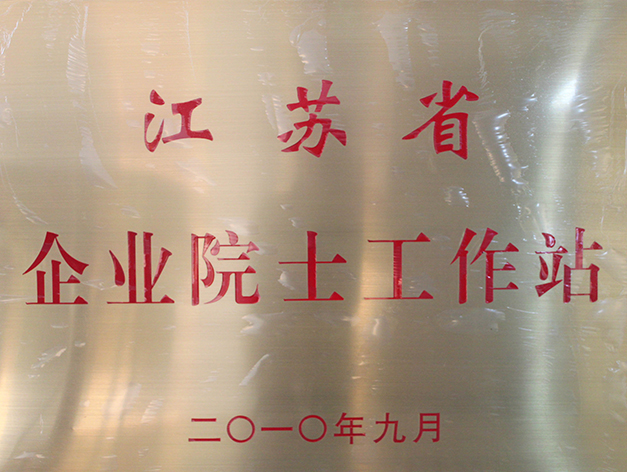 江苏省
企业院士工作站
二〇一〇年九月